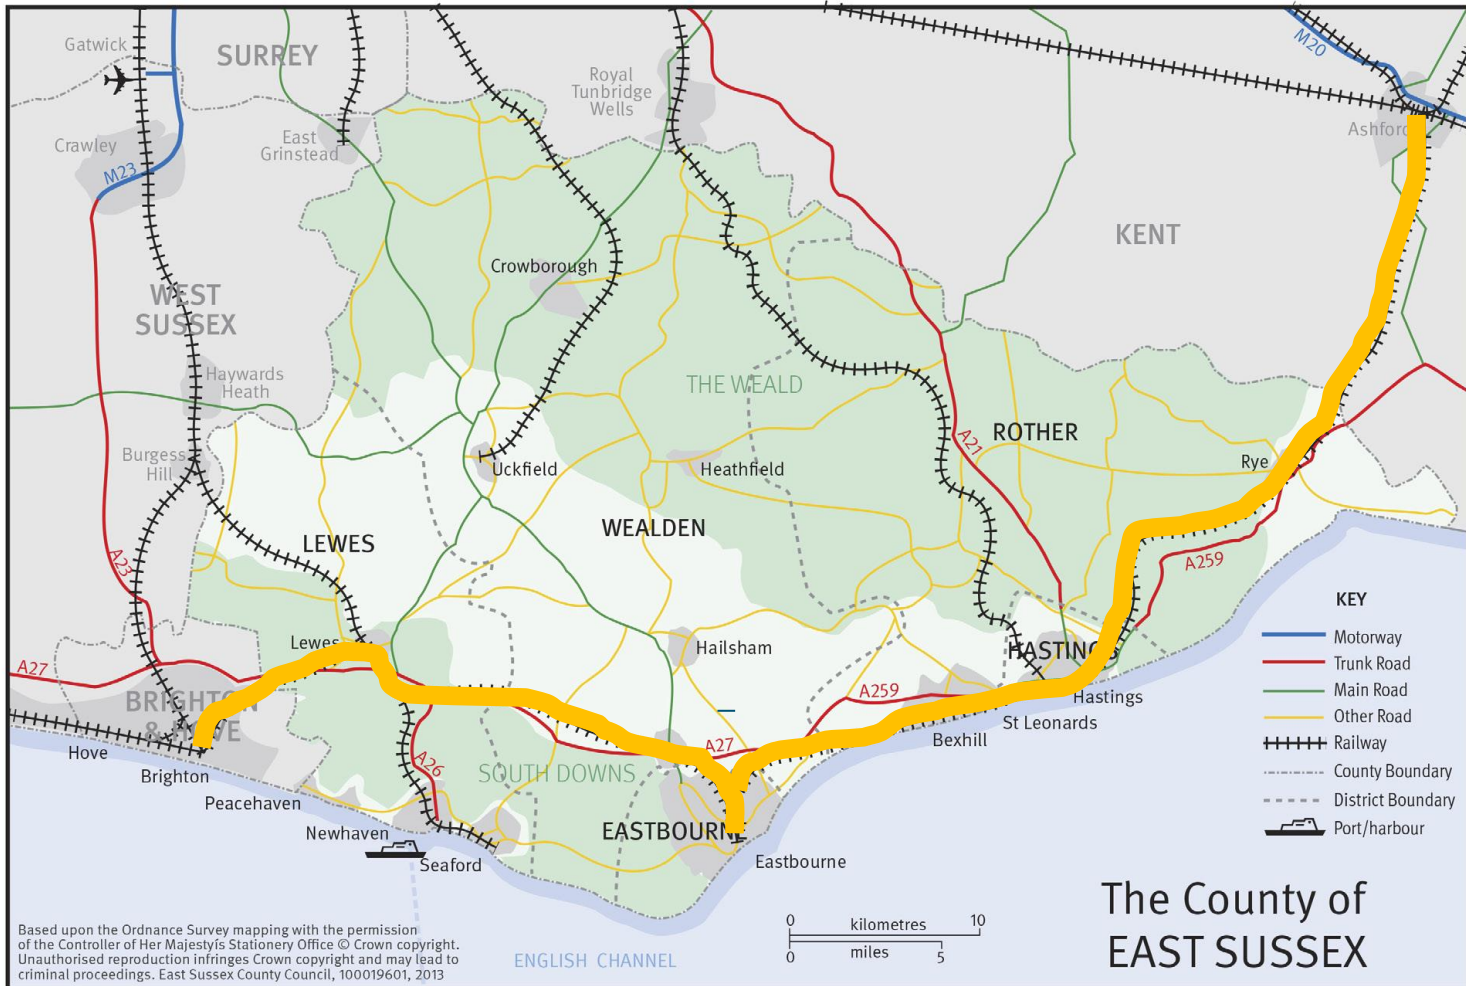 Gatwick
SURREY
M20
Royal
Tunbridge
Wells
Ashford
Crawley
East
Grinstead
M23
KENT
Crowborough
WEST
SUSSEX
Haywards
Heath
THE WEALD
A21
ROTHER
Burgess
Hill
Uckfield
Heathfield
Rye
WEALDEN
LEWES
A23
A259
KEY
Motorway
Trunk Road
Main Road
Other Road
Railway
County Boundary
District Boundary
Port/harbour
Lewes
Hailsham
HASTINGS
A27
BRIGHTON
& HOVE
A259
Hastings
St Leonards
Bexhill
Hove
Brighton
A26
A27
SOUTH DOWNS
Peacehaven
Newhaven
EASTBOURNE
Seaford
Eastbourne
The County of
EAST SUSSEX
0 kilometres 10
0 miles 5
ENGLISH CHANNEL
Based upon the Ordnance Survey mapping with the permission
of the Controller of Her Majestyís Stationery Office © Crown copyright.
Unauthorised reproduction infringes Crown copyright and may lead to
criminal proceedings. East Sussex County Council, 100019601, 2013